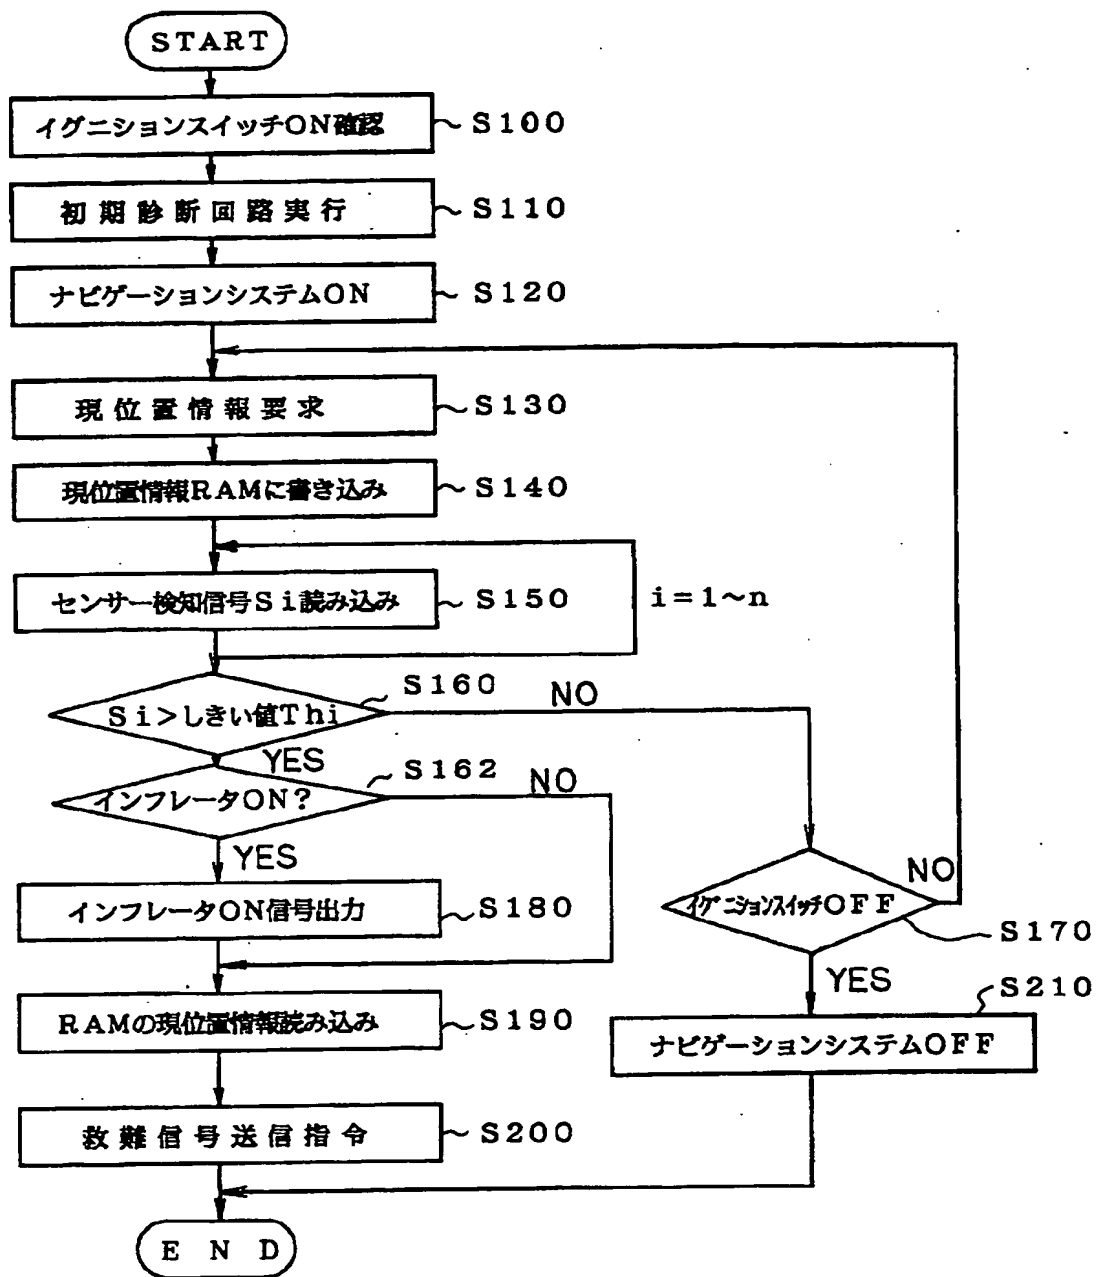 START
イグニションスイッチON確認 S100
初期診断回路実行 S110
ナビゲーションシステムON S120
現位置情報要求 S130
現位置情報RAMに書き込み S140
センサー検知信号Si読み込み S150 i=1~n
S160 NO
Si>しきい値Thi
YES S162 NO
インフレータON?
YES
インフレータON信号出力 S180
イグニションスイッチOFF NO
S170
YES S210
RAMの現位置情報読み込み S190
ナビゲーションシステムOFF
救難信号送信指令 S200
END